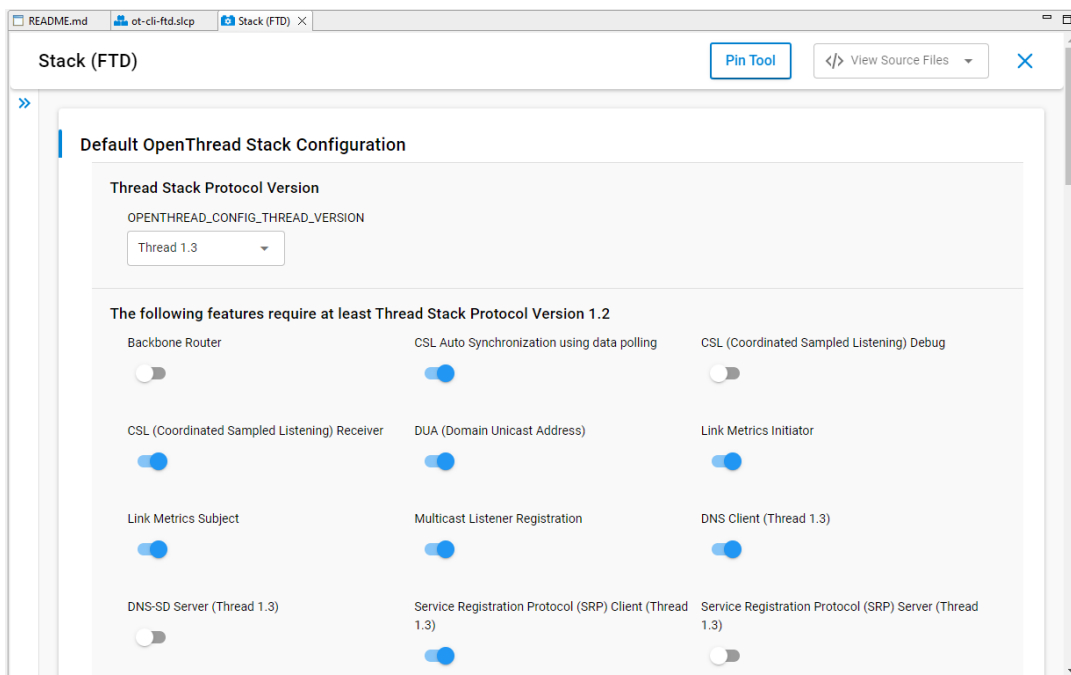 README.md
ot-cli-ftd.slcp
Stack (FTD)
Stack (FTD)
Pin Tool
</> View Source Files
Default OpenThread Stack Configuration
Thread Stack Protocol Version
OPENTHREAD_CONFIG_THREAD_VERSION
Thread 1.3
The following features require at least Thread Stack Protocol Version 1.2
Backbone Router
CSL Auto Synchronization using data polling
CSL (Coordinated Sampled Listening) Debug
CSL (Coordinated Sampled Listening) Receiver
DUA (Domain Unicast Address)
Link Metrics Initiator
Link Metrics Subject
Multicast Listener Registration
DNS Client (Thread 1.3)
DNS-SD Server (Thread 1.3)
Service Registration Protocol (SRP) Client (Thread
1.3)
Service Registration Protocol (SRP) Server (Thread
1.3)